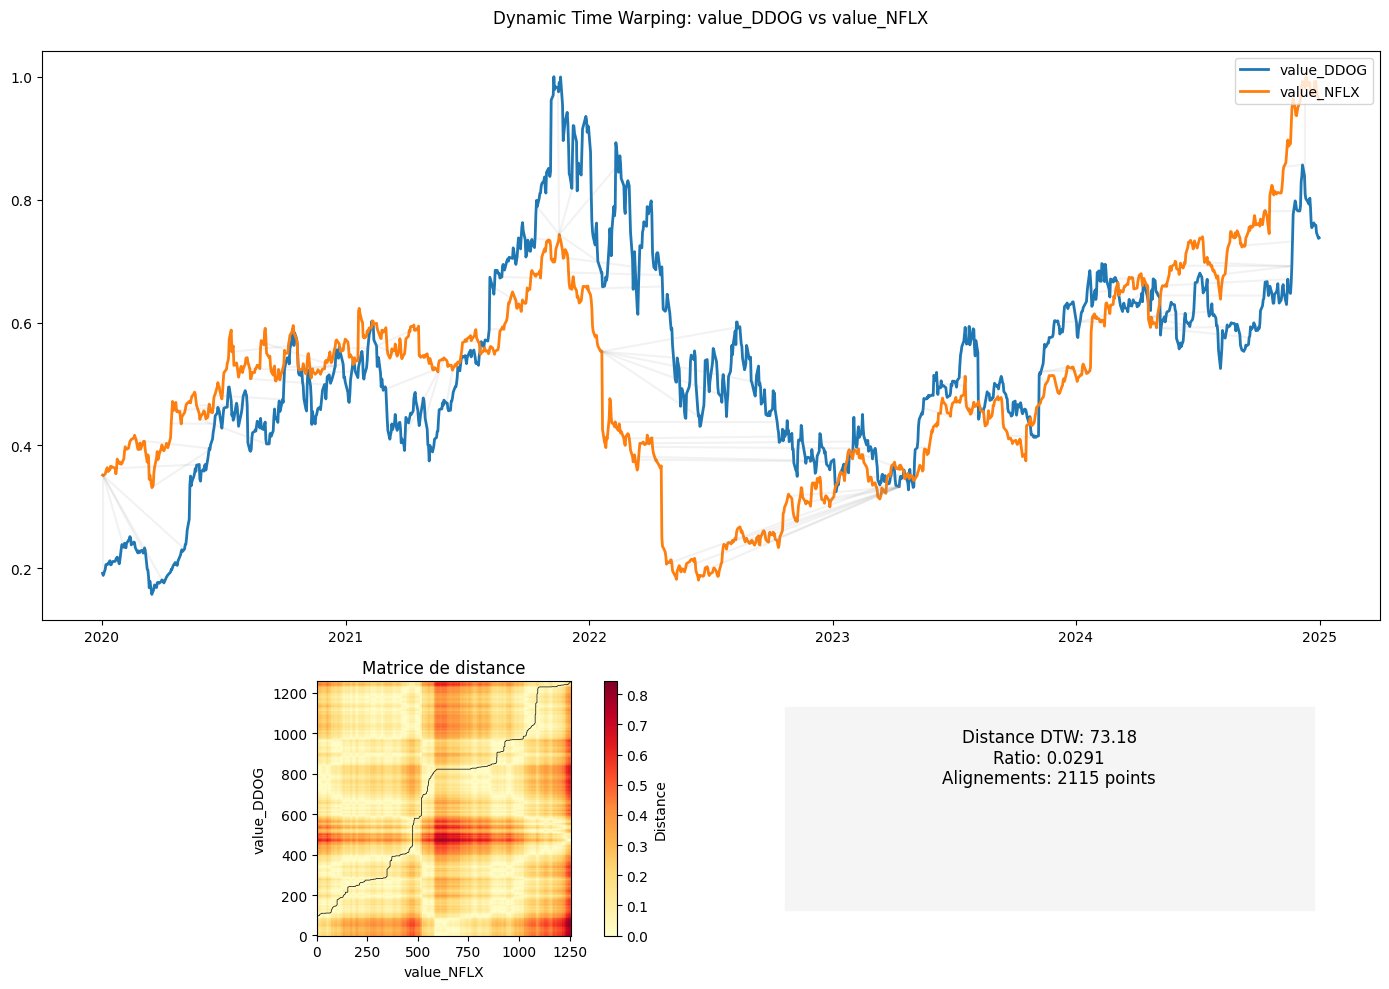 Dynamic Time Warping: value_DDOG vs value_NFLX
1.0
0.8
0.6
0.4
0.2
value_DDOG
value_NFLX
2020 2021 2022 2023 2024 2025
Matrice de distance
1200
1000
800
600
400
200
0
value_DDOG
0 250 500 750 1000 1250
value_NFLX
0.8
0.7
0.6
0.5
0.4
0.3
0.2
0.1
0.0
Distance
Distance DTW: 73.18
Ratio: 0.0291
Alignements: 2115 points